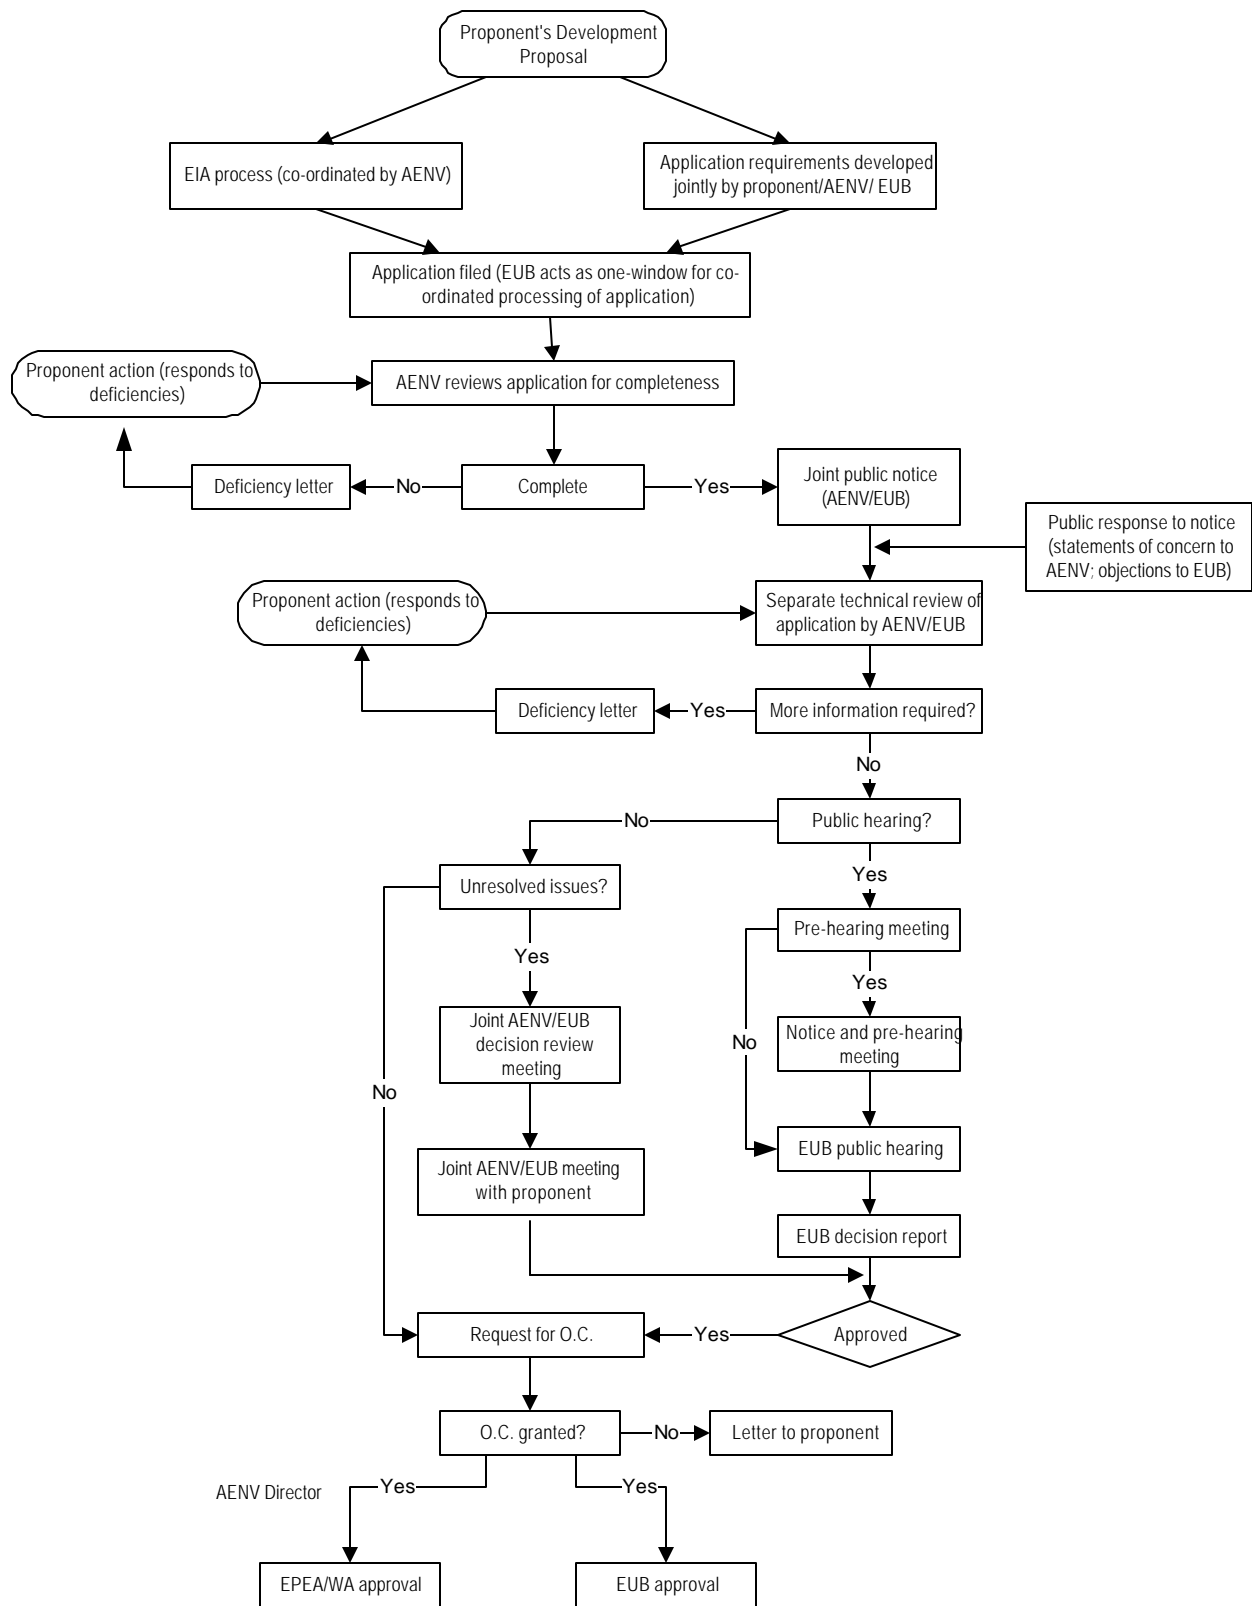 Proponent's Development
Proposal
EIA process (co-ordinated by AENV)
Application requirements developed
jointly by proponent/AENV/ EUB
Application filed (EUB acts as one-window for co-
ordinated processing of application)
Proponent action (responds to
deficiencies)
AENV reviews application for completeness
Deficiency letter
No
Complete
Yes
Joint public notice
(AENV/EUB)
Public response to notice
(statements of concern to
AENV; objections to EUB)
Proponent action (responds to
deficiencies)
Separate technical review of
application by AENV/EUB
Deficiency letter
Yes
More information required?
No
Public hearing?
No
Unresolved issues?
Yes
Pre-hearing meeting
Yes
Yes
Joint AENV/EUB
decision review
meeting
Notice and pre-hearing
meeting
No
No
EUB public hearing
Joint AENV/EUB meeting
with proponent
EUB decision report
Request for O.C.
Yes
Approved
O.C. granted?
No
Letter to proponent
AENV Director
Yes
Yes
EPEA/WA approval
EUB approval